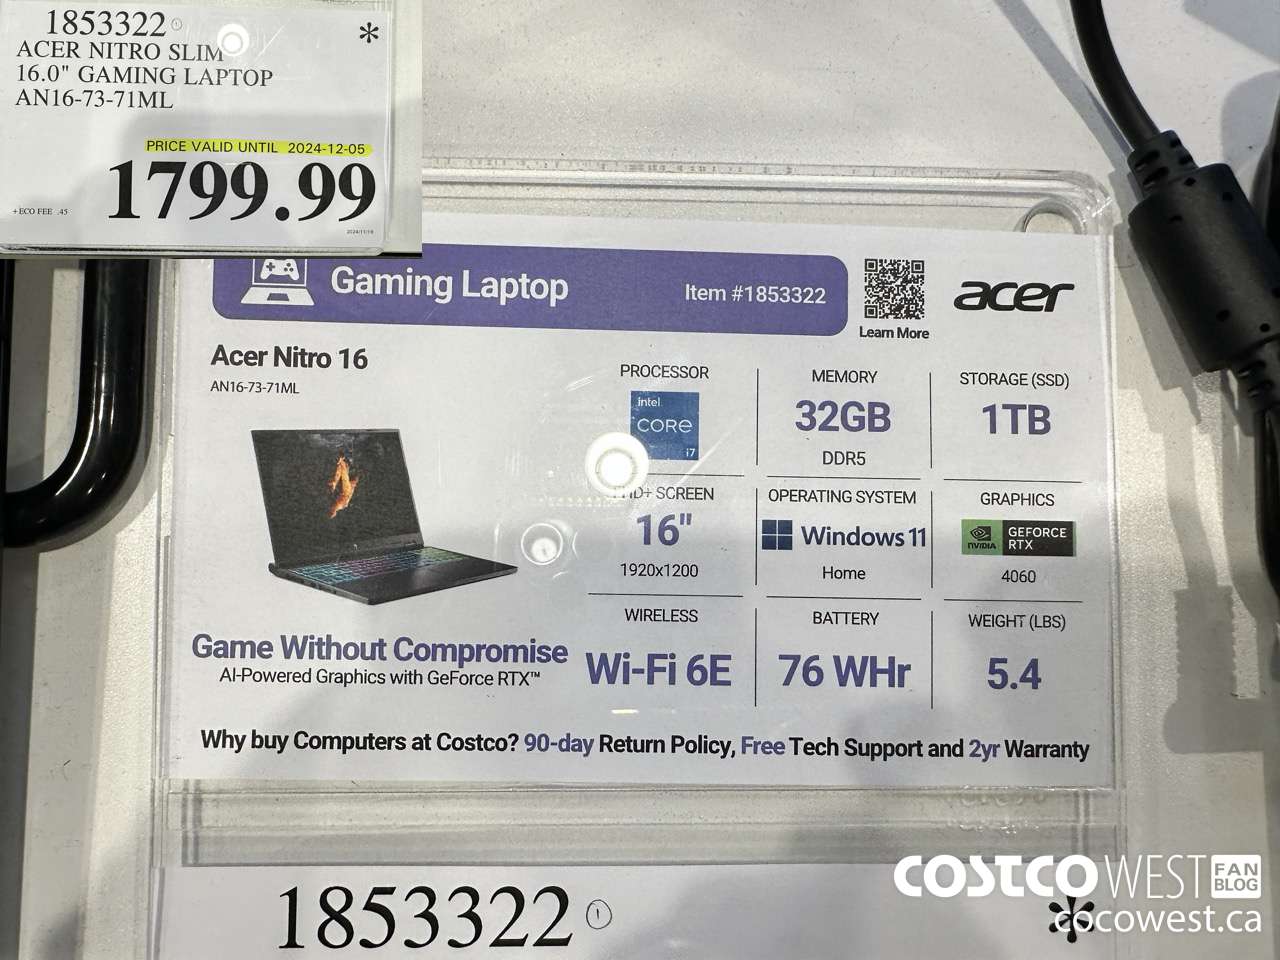 1853322
*
ACER NITRO SLIM
16.0" GAMING LAPTOP
AN16-73-71ML
PRICE VALID UNTIL 2024-12-05
1799.99
+ECO FEE .45
Gaming Laptop
Item #1853322
Learn More
acer
Acer Nitro 16
AN16-73-71ML
PROCESSOR
intel
CORE
i7
MEMORY
32GB
DDR5
STORAGE (SSD)
1TB
SCREEN
16"
1920x1200
OPERATING SYSTEM
Windows 11
Home
GRAPHICS
NVIDIA
GEFORCE
RTX
4060
WIRELESS
Wi-Fi 6E
BATTERY
76 WHr
WEIGHT (LBS)
5.4
Game Without Compromise
AI-Powered Graphics with GeForce RTX™
Why buy Computers at Costco? 90-day Return Policy, Free Tech Support and 2yr Warranty
1853322
*
COSTCO WEST FAN BLOG
cocowest.ca